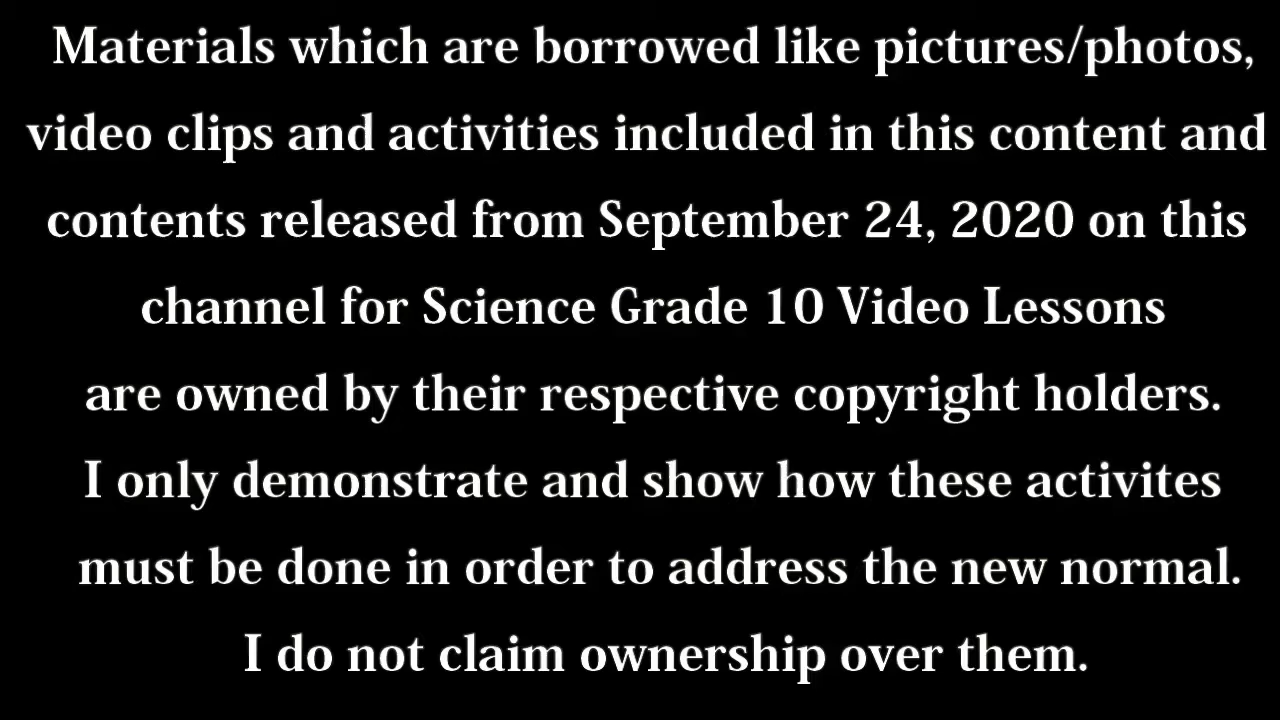 Materials which are borrowed like pictures/photos,
video clips and activities included in this content and
contents released from September 24, 2020 on this
channel for Science Grade 10 Video Lessons
are owned by their respective copyright holders.
I only demonstrate and show how these activites
must be done in order to address the new normal.
I do not claim ownership over them.